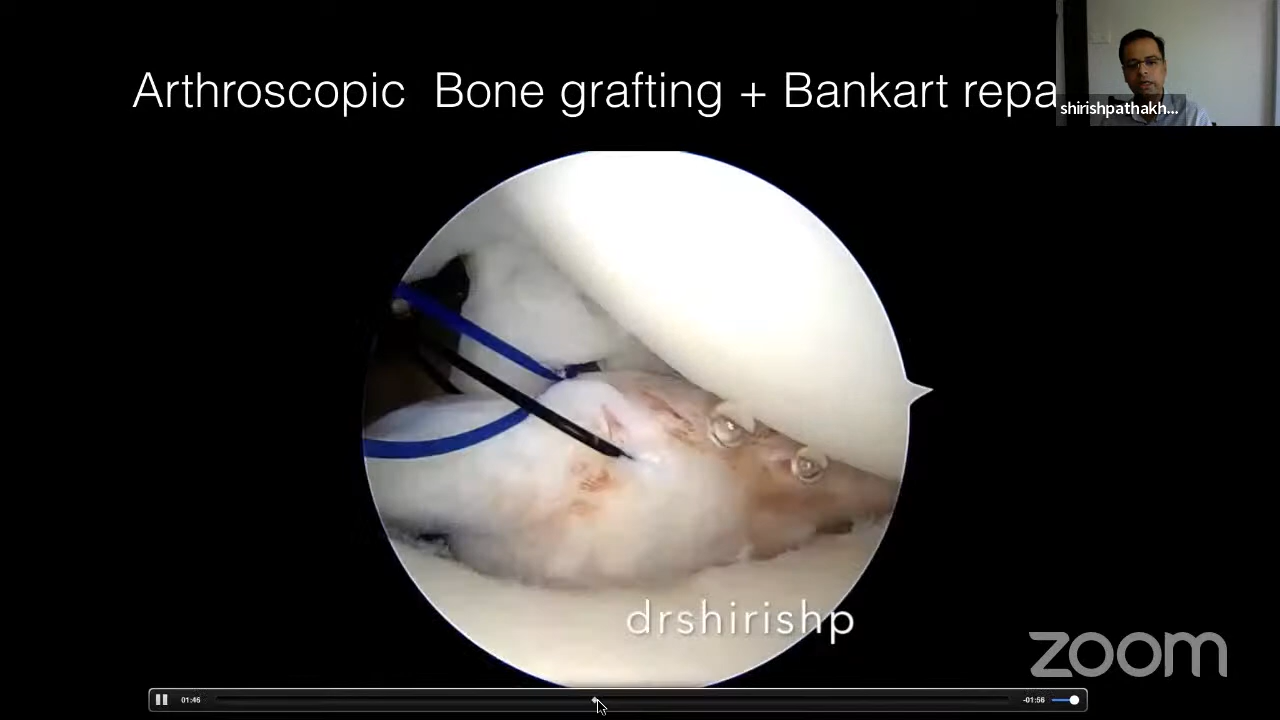 Arthroscopic Bone grafting + Bankart repa
shirishpathakh...
drshirishp
zoom
01:46
-01:56